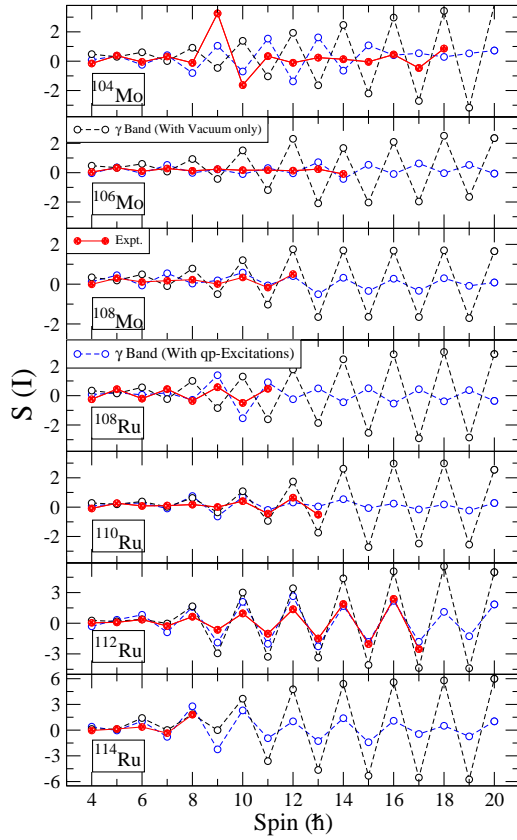 2
0
-2
¹⁰⁴Mo
γ Band (With Vacuum only)
2
0
-2
¹⁰⁶Mo
Expt.
2
0
-2
¹⁰⁸Mo
γ Band (With qp-Excitations)
2
0
-2
¹⁰⁸Ru
2
0
-2
¹¹⁰Ru
3
0
-3
¹¹²Ru
6
3
0
-3
-6
¹¹⁴Ru
S (I)
4 6 8 10 12 14 16 18 20
Spin (ħ)